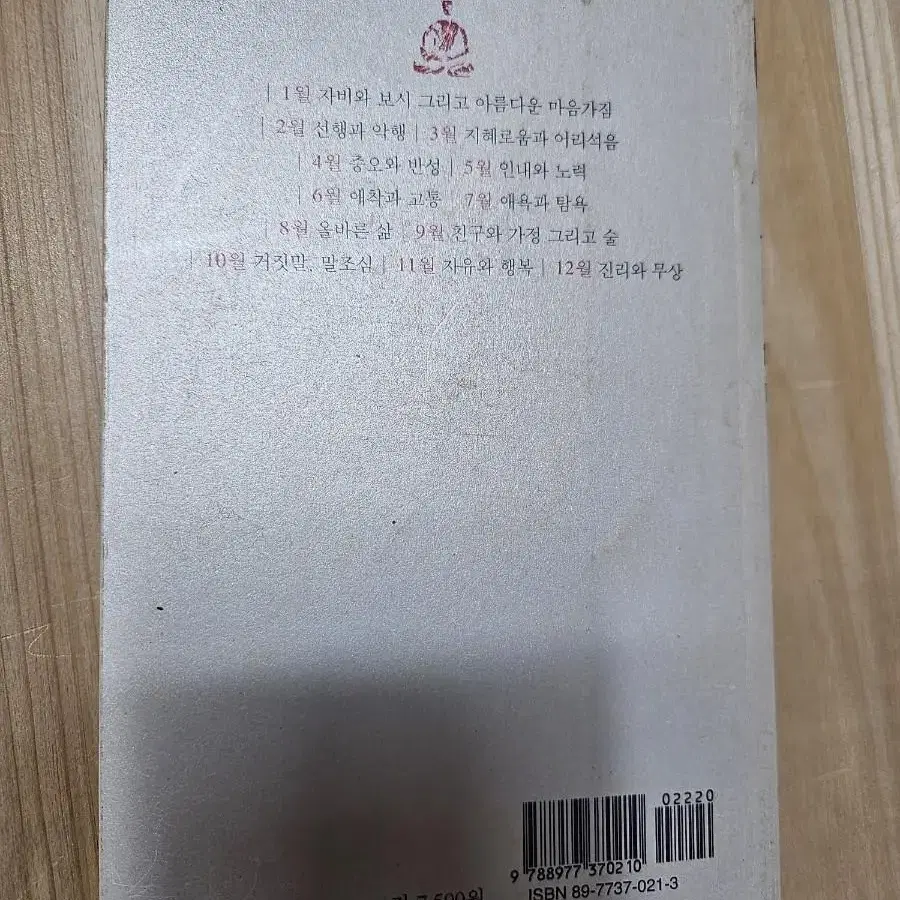 | 1월 자비와 보시 그리고 아름다운 마음가짐
| 2월 선행과 악행 | 3월 지혜로움과 어리석음
| 4월 증오와 반성 | 5월 인내와 노력
| 6월 애착과 고통 | 7월 애욕과 탐욕
| 8월 올바른 삶 | 9월 친구와 가정 그리고 술
| 10월 거짓말, 말조심 | 11월 자유와 행복 | 12월 진리와 무상
02220
9 788977 370210
7,500원
ISBN 89-7737-021-3